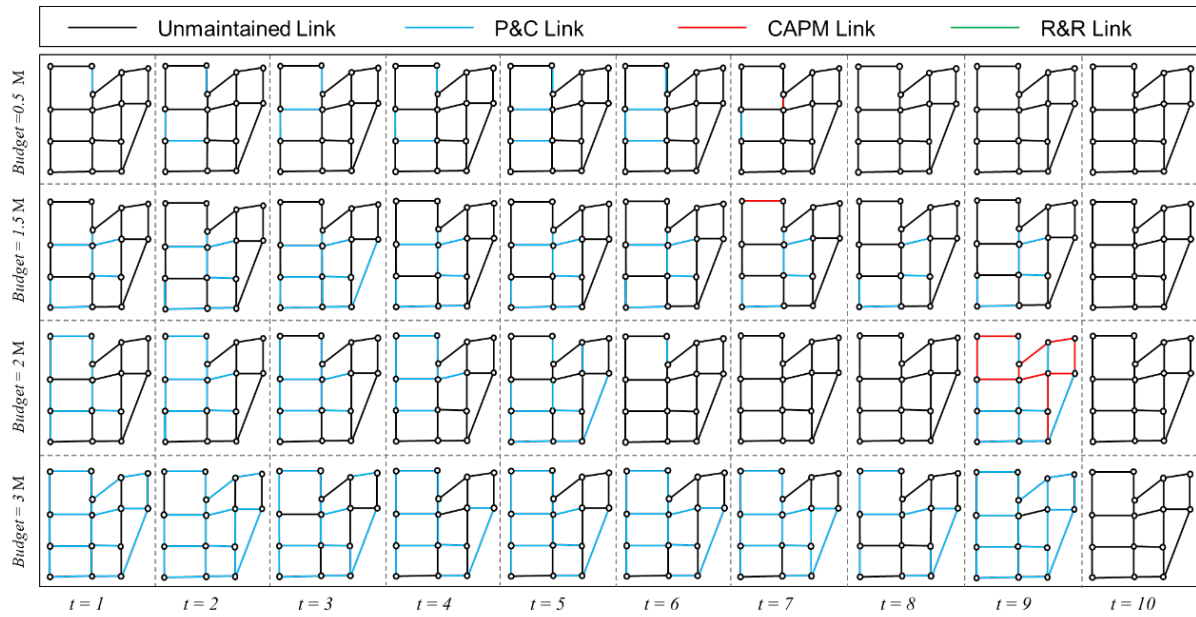 Unmaintained Link P&C Link CAPM Link R&R Link
Budget =0.5 M
Budget = 1.5 M
Budget = 2 M
Budget = 3 M
t = 1 t = 2 t = 3 t = 4 t = 5 t = 6 t = 7 t = 8 t = 9 t = 10